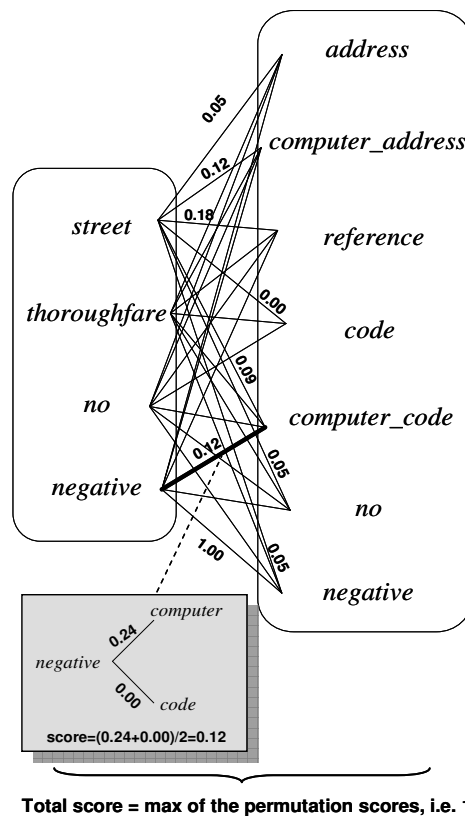 address
0.05
computer_address
0.12
0.18
street
reference
0.00
thoroughfare
code
0.09
no
computer_code
0.12
0.05
negative
no
1.00
0.05
negative
computer
0.24
negative
0.00
code
score=(0.24+0.00)/2=0.12
Total score = max of the permutation scores, i.e.